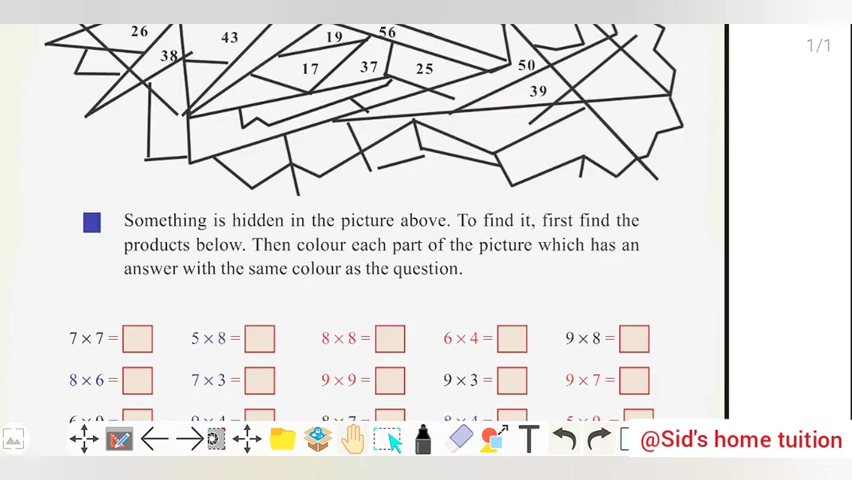 26
43
19
56
38
17
37
25
50
39
1/1
Something is hidden in the picture above. To find it, first find the
products below. Then colour each part of the picture which has an
answer with the same colour as the question.
7 × 7 = 5 × 8 = 8 × 8 = 6 × 4 = 9 × 8 =
8 × 6 = 7 × 3 = 9 × 9 = 9 × 3 = 9 × 7 =
@Sid's home tuition